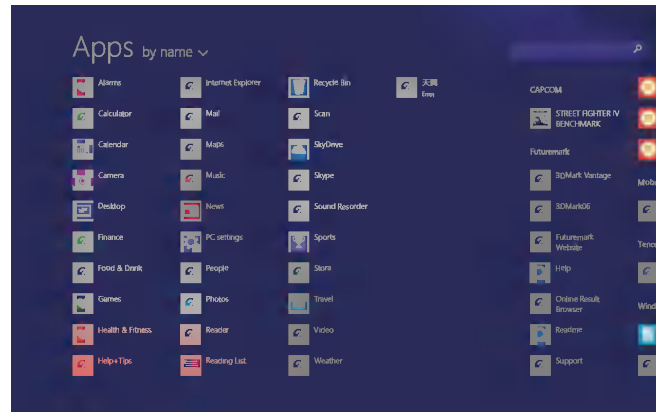 Apps by name
Alarms
Calculator
Calendar
Camera
Desktop
Finance
Food & Drink
Games
Health & Fitness
Help+Tips
Internet Explorer
Mail
Maps
Music
News
PC settings
People
Photos
Reader
Reading List
Recycle Bin
Scan
SkyDrive
Skype
Sound Recorder
Sports
Store
Travel
Video
Weather
天翼
CAPCOM
STREET FIGHTER IV
BENCHMARK
Futuremark
3DMark Vantage
3DMark06
Futuremark
Website
Help
Online Result
Browser
Readme
Support